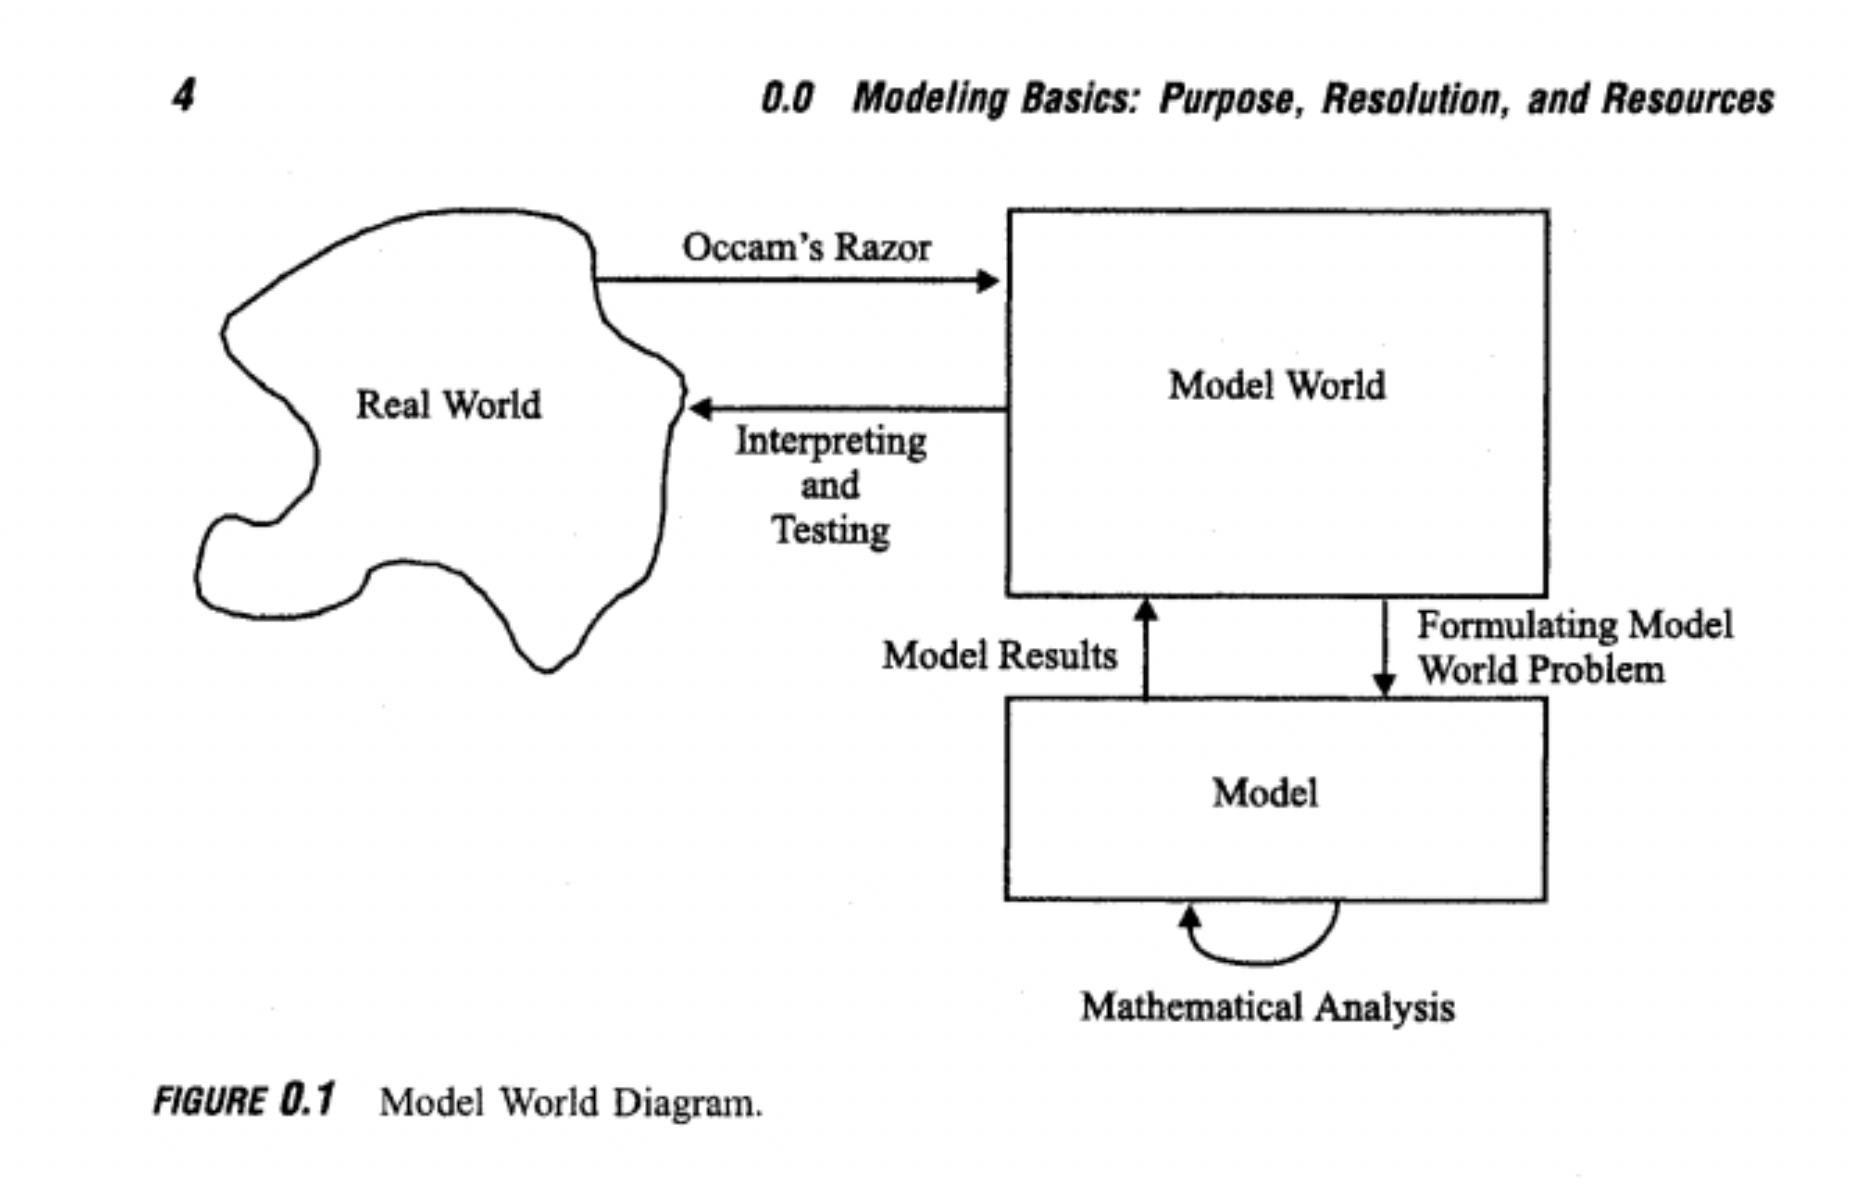 4
0.0 Modeling Basics: Purpose, Resolution, and Resources
Occam's Razor
Real World
Model World
Interpreting
and
Testing
Model Results
Formulating Model
World Problem
Model
Mathematical Analysis
FIGURE 0.1 Model World Diagram.